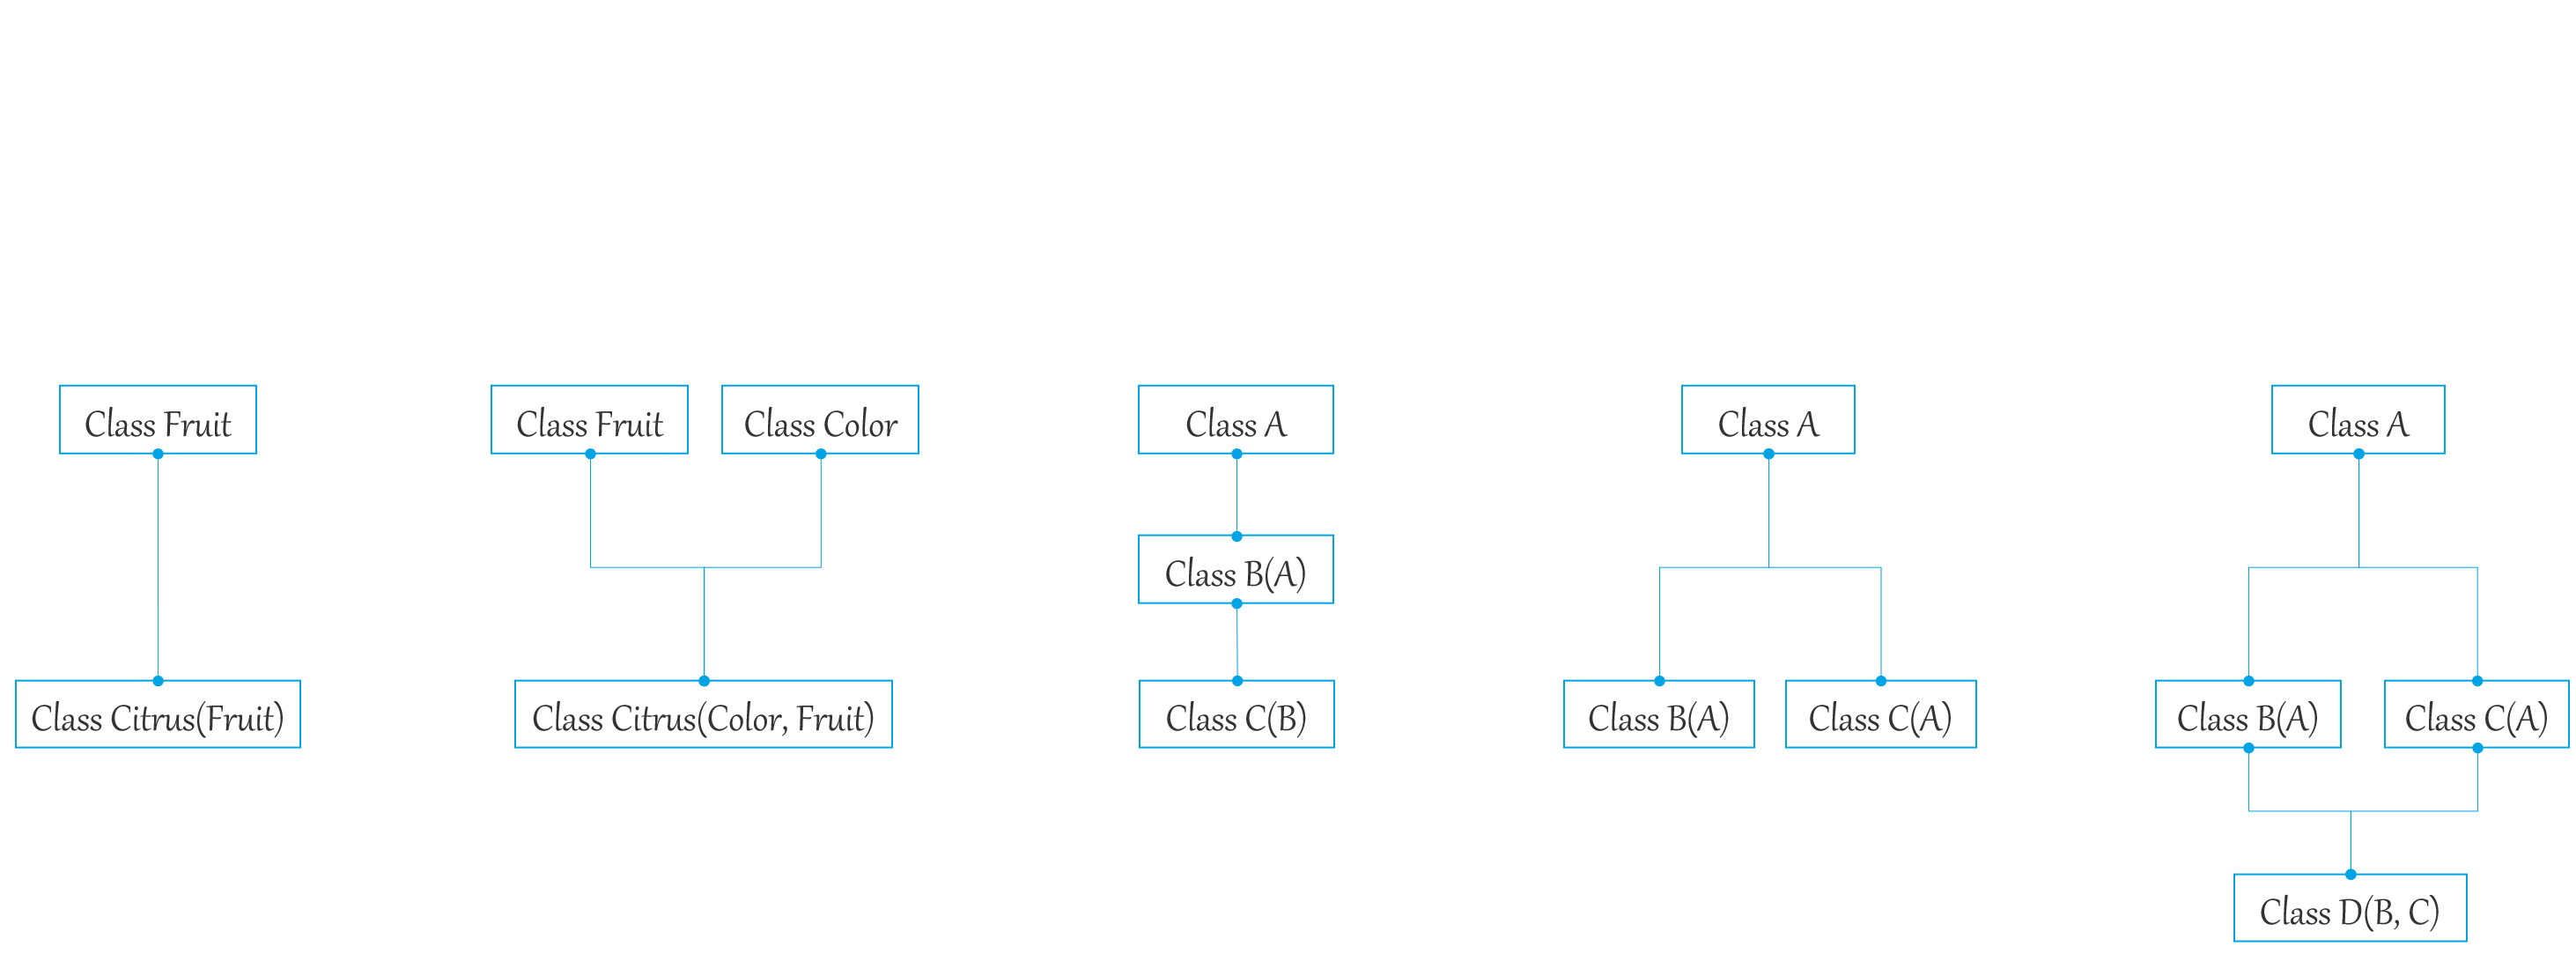 Class Fruit
Class Citrus(Fruit)
Class Fruit
Class Color
Class Citrus(Color, Fruit)
Class A
Class B(A)
Class C(B)
Class A
Class B(A)
Class C(A)
Class A
Class B(A)
Class C(A)
Class D(B, C)